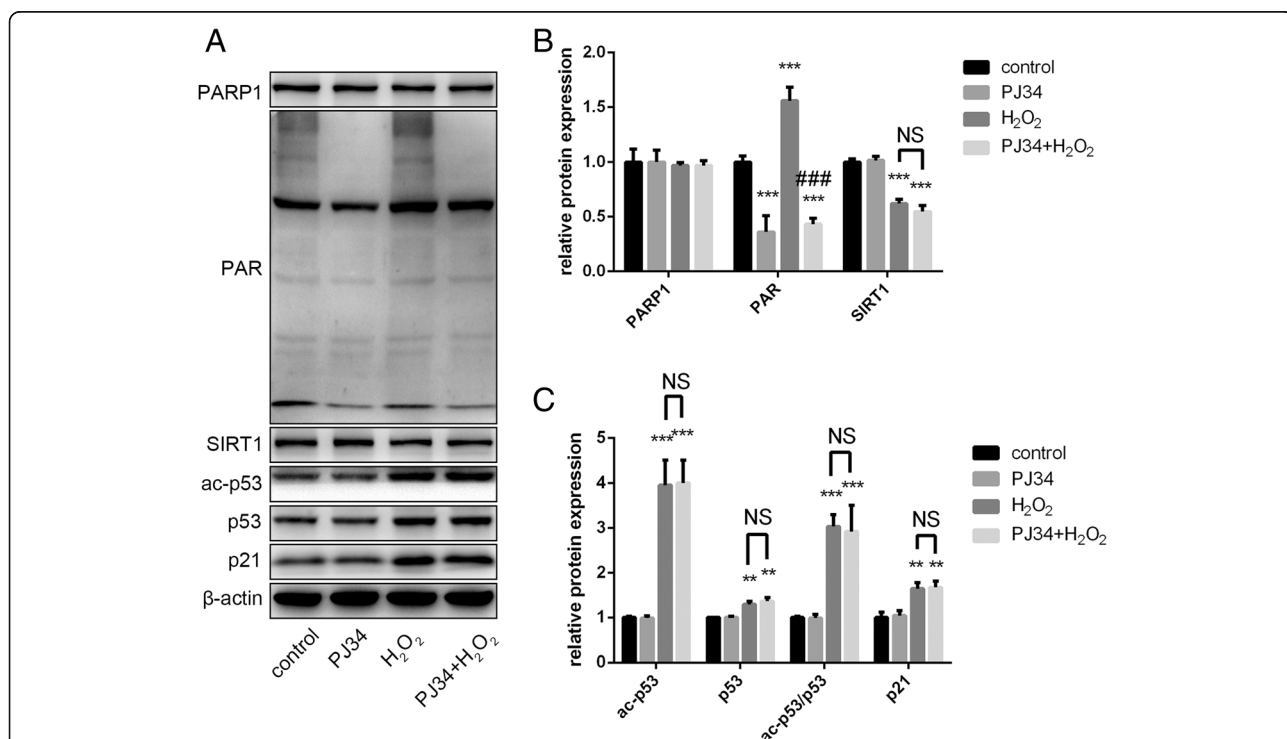 A
PARP1
PAR
SIRT1
ac-p53
p53
p21
β-actin
control
PJ34
H₂O₂
PJ34+H₂O₂
B
relative protein expression
2.0
1.5
1.0
0.5
0.0
***
***
###
***
NS
***
***
PARP1
PAR
SIRT1
control
PJ34
H₂O₂
PJ34+H₂O₂
C
relative protein expression
5
4
3
2
1
0
NS
*** ***
NS
** **
NS
*** ***
NS
** **
ac-p53
p53
ac-p53/p53
p21
control
PJ34
H₂O₂
PJ34+H₂O₂